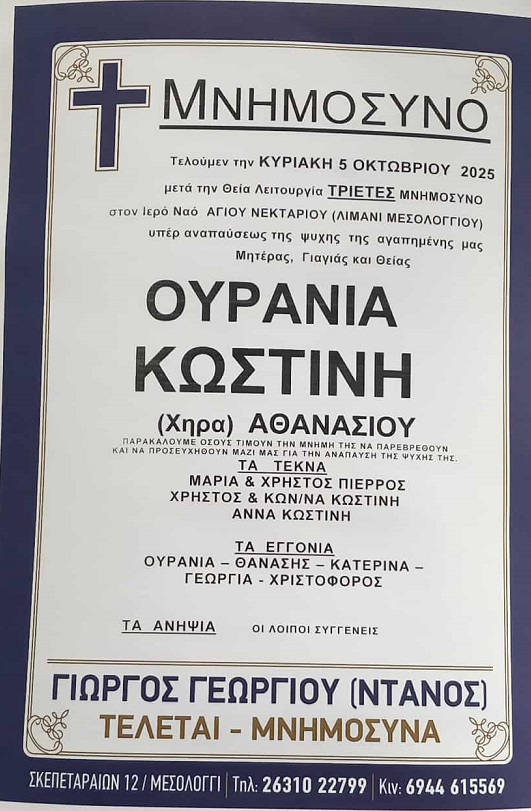 ΜΝΗΜΟΣΥΝΟ
Τελούμεν την ΚΥΡΙΑΚΗ 5 ΟΚΤΩΒΡΙΟΥ 2025
μετά την Θεία Λειτουργία ΤΡΙΕΤΕΣ ΜΝΗΜΟΣΥΝΟ
στον Ιερό Ναό ΑΓΙΟΥ ΝΕΚΤΑΡΙΟΥ (ΛΙΜΑΝΙ ΜΕΣΟΛΟΓΓΙΟΥ)
υπέρ αναπαύσεως της ψυχης της αγαπημένης μας
Μητέρας, Γιαγιάς και Θείας
ΟΥΡΑΝΙΑ
ΚΩΣΤΙΝΗ
(Χηρα) ΑΘΑΝΑΣΙΟΥ
ΠΑΡΑΚΑΛΟΥΜΕ ΟΣΟΥΣ ΤΙΜΟΥΝ ΤΗΝ ΜΝΗΜΗ ΤΗΣ ΝΑ ΠΑΡΕΒΡΕΘΟΥΝ
ΚΑΙ ΝΑ ΠΡΟΣΕΥΧΗΘΟΥΝ ΜΑΖΙ ΜΑΣ ΓΙΑ ΤΗΝ ΑΝΑΠΑΥΣΗ ΤΗΣ ΨΥΧΗΣ ΤΗΣ.
ΤΑ ΤΕΚΝΑ
ΜΑΡΙΑ & ΧΡΗΣΤΟΣ ΠΙΕΡΡΟΣ
ΧΡΗΣΤΟΣ & ΚΩΝ/ΝΑ ΚΩΣΤΙΝΗ
ΑΝΝΑ ΚΩΣΤΙΝΗ
ΤΑ ΕΓΓΟΝΙΑ
ΟΥΡΑΝΙΑ – ΘΑΝΑΣΗΣ – ΚΑΤΕΡΙΝΑ –
ΓΕΩΡΓΙΑ - ΧΡΙΣΤΟΦΟΡΟΣ
ΤΑ ΑΝΗΨΙΑ ΟΙ ΛΟΙΠΟΙ ΣΥΓΓΕΝΕΙΣ
ΓΙΩΡΓΟΣ ΓΕΩΡΓΙΟΥ (ΝΤΑΝΟΣ)
ΤΕΛΕΤΑΙ - ΜΝΗΜΟΣΥΝΑ
ΣΚΕΠΕΤΑΡΑΙΩΝ 12 / ΜΕΣΟΛΟΓΓΙ | Τηλ: 26310 22799 | Κιν: 6944 615569